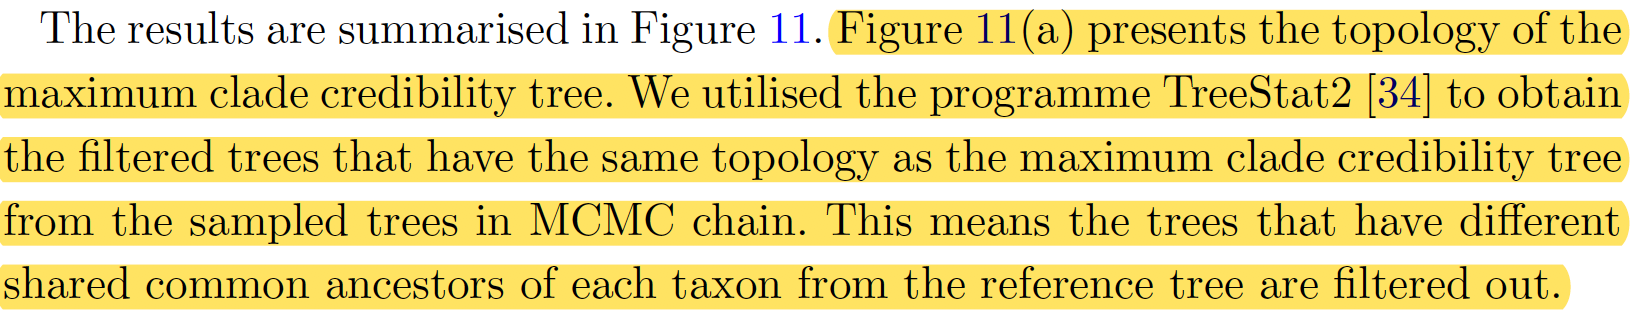 The results are summarised in Figure 11. Figure 11(a) presents the topology of the
maximum clade credibility tree. We utilised the programme TreeStat2 [34] to obtain
the filtered trees that have the same topology as the maximum clade credibility tree
from the sampled trees in MCMC chain. This means the trees that have different
shared common ancestors of each taxon from the reference tree are filtered out.